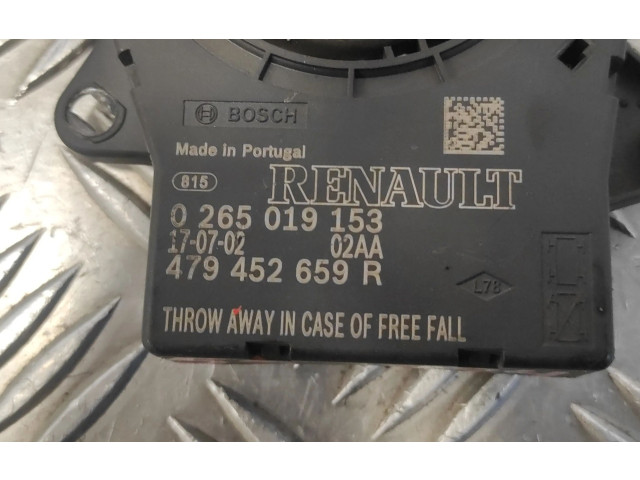 BOSCH
Made in Portugal
815
RENAULT
0 265 019 153
17-07-02 02AA
479 452 659 R
L78
THROW AWAY IN CASE OF FREE FALL